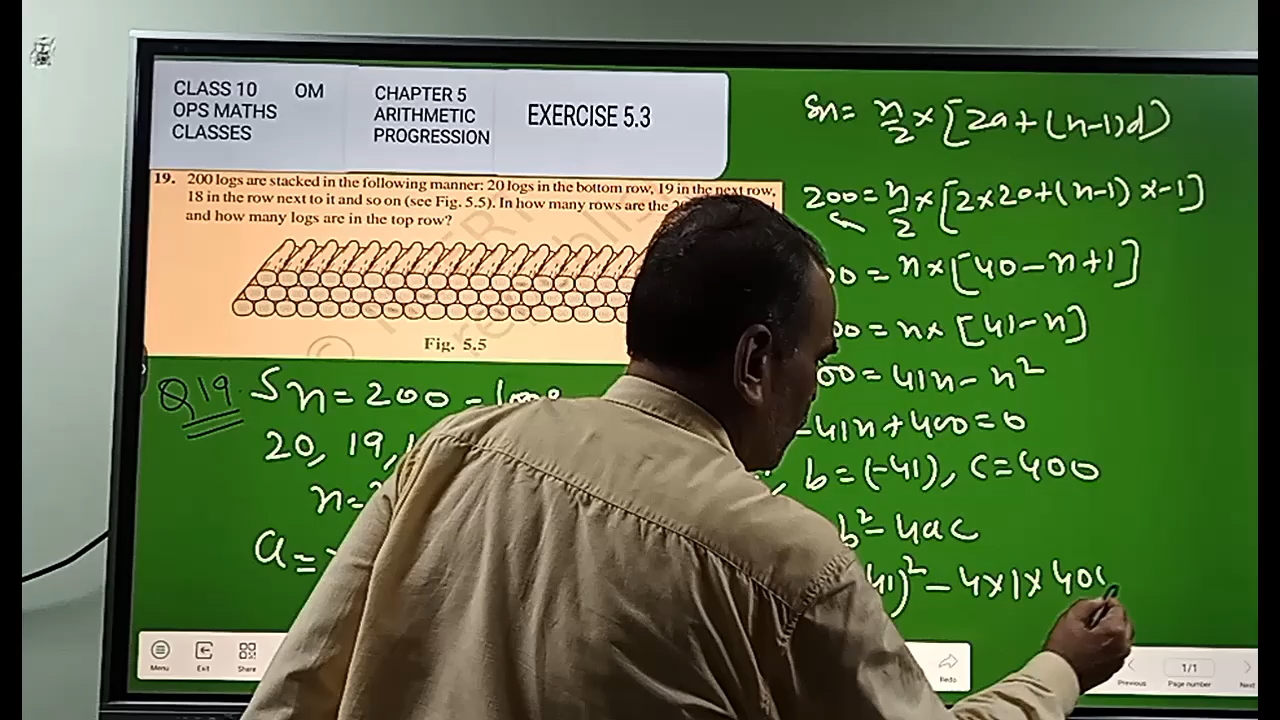 CLASS 10 OM
OPS MATHS
CLASSES
CHAPTER 5
ARITHMETIC
PROGRESSION
EXERCISE 5.3
19. 200 logs are stacked in the following manner: 20 logs in the bottom row, 19 in the next row,
18 in the row next to it and so on (see Fig. 5.5). In how many rows are the
and how many logs are in the top row?
Fig. 5.5
Q19. Sn = 200
20, 19,
n =
a =
Sn = n/2 × [2a + (n-1)d)
200 = n/2 × [2×20 + (n-1) × -1]
= n × [40 - n + 1]
= n × [41 - n]
= 41n - n²
- 41n + 400 = 0
b = (-41), c = 400
b² - 4ac
41)² - 4×1×400
Menu
Exit
Share
Redo
Previous
1/1
Page number
Next